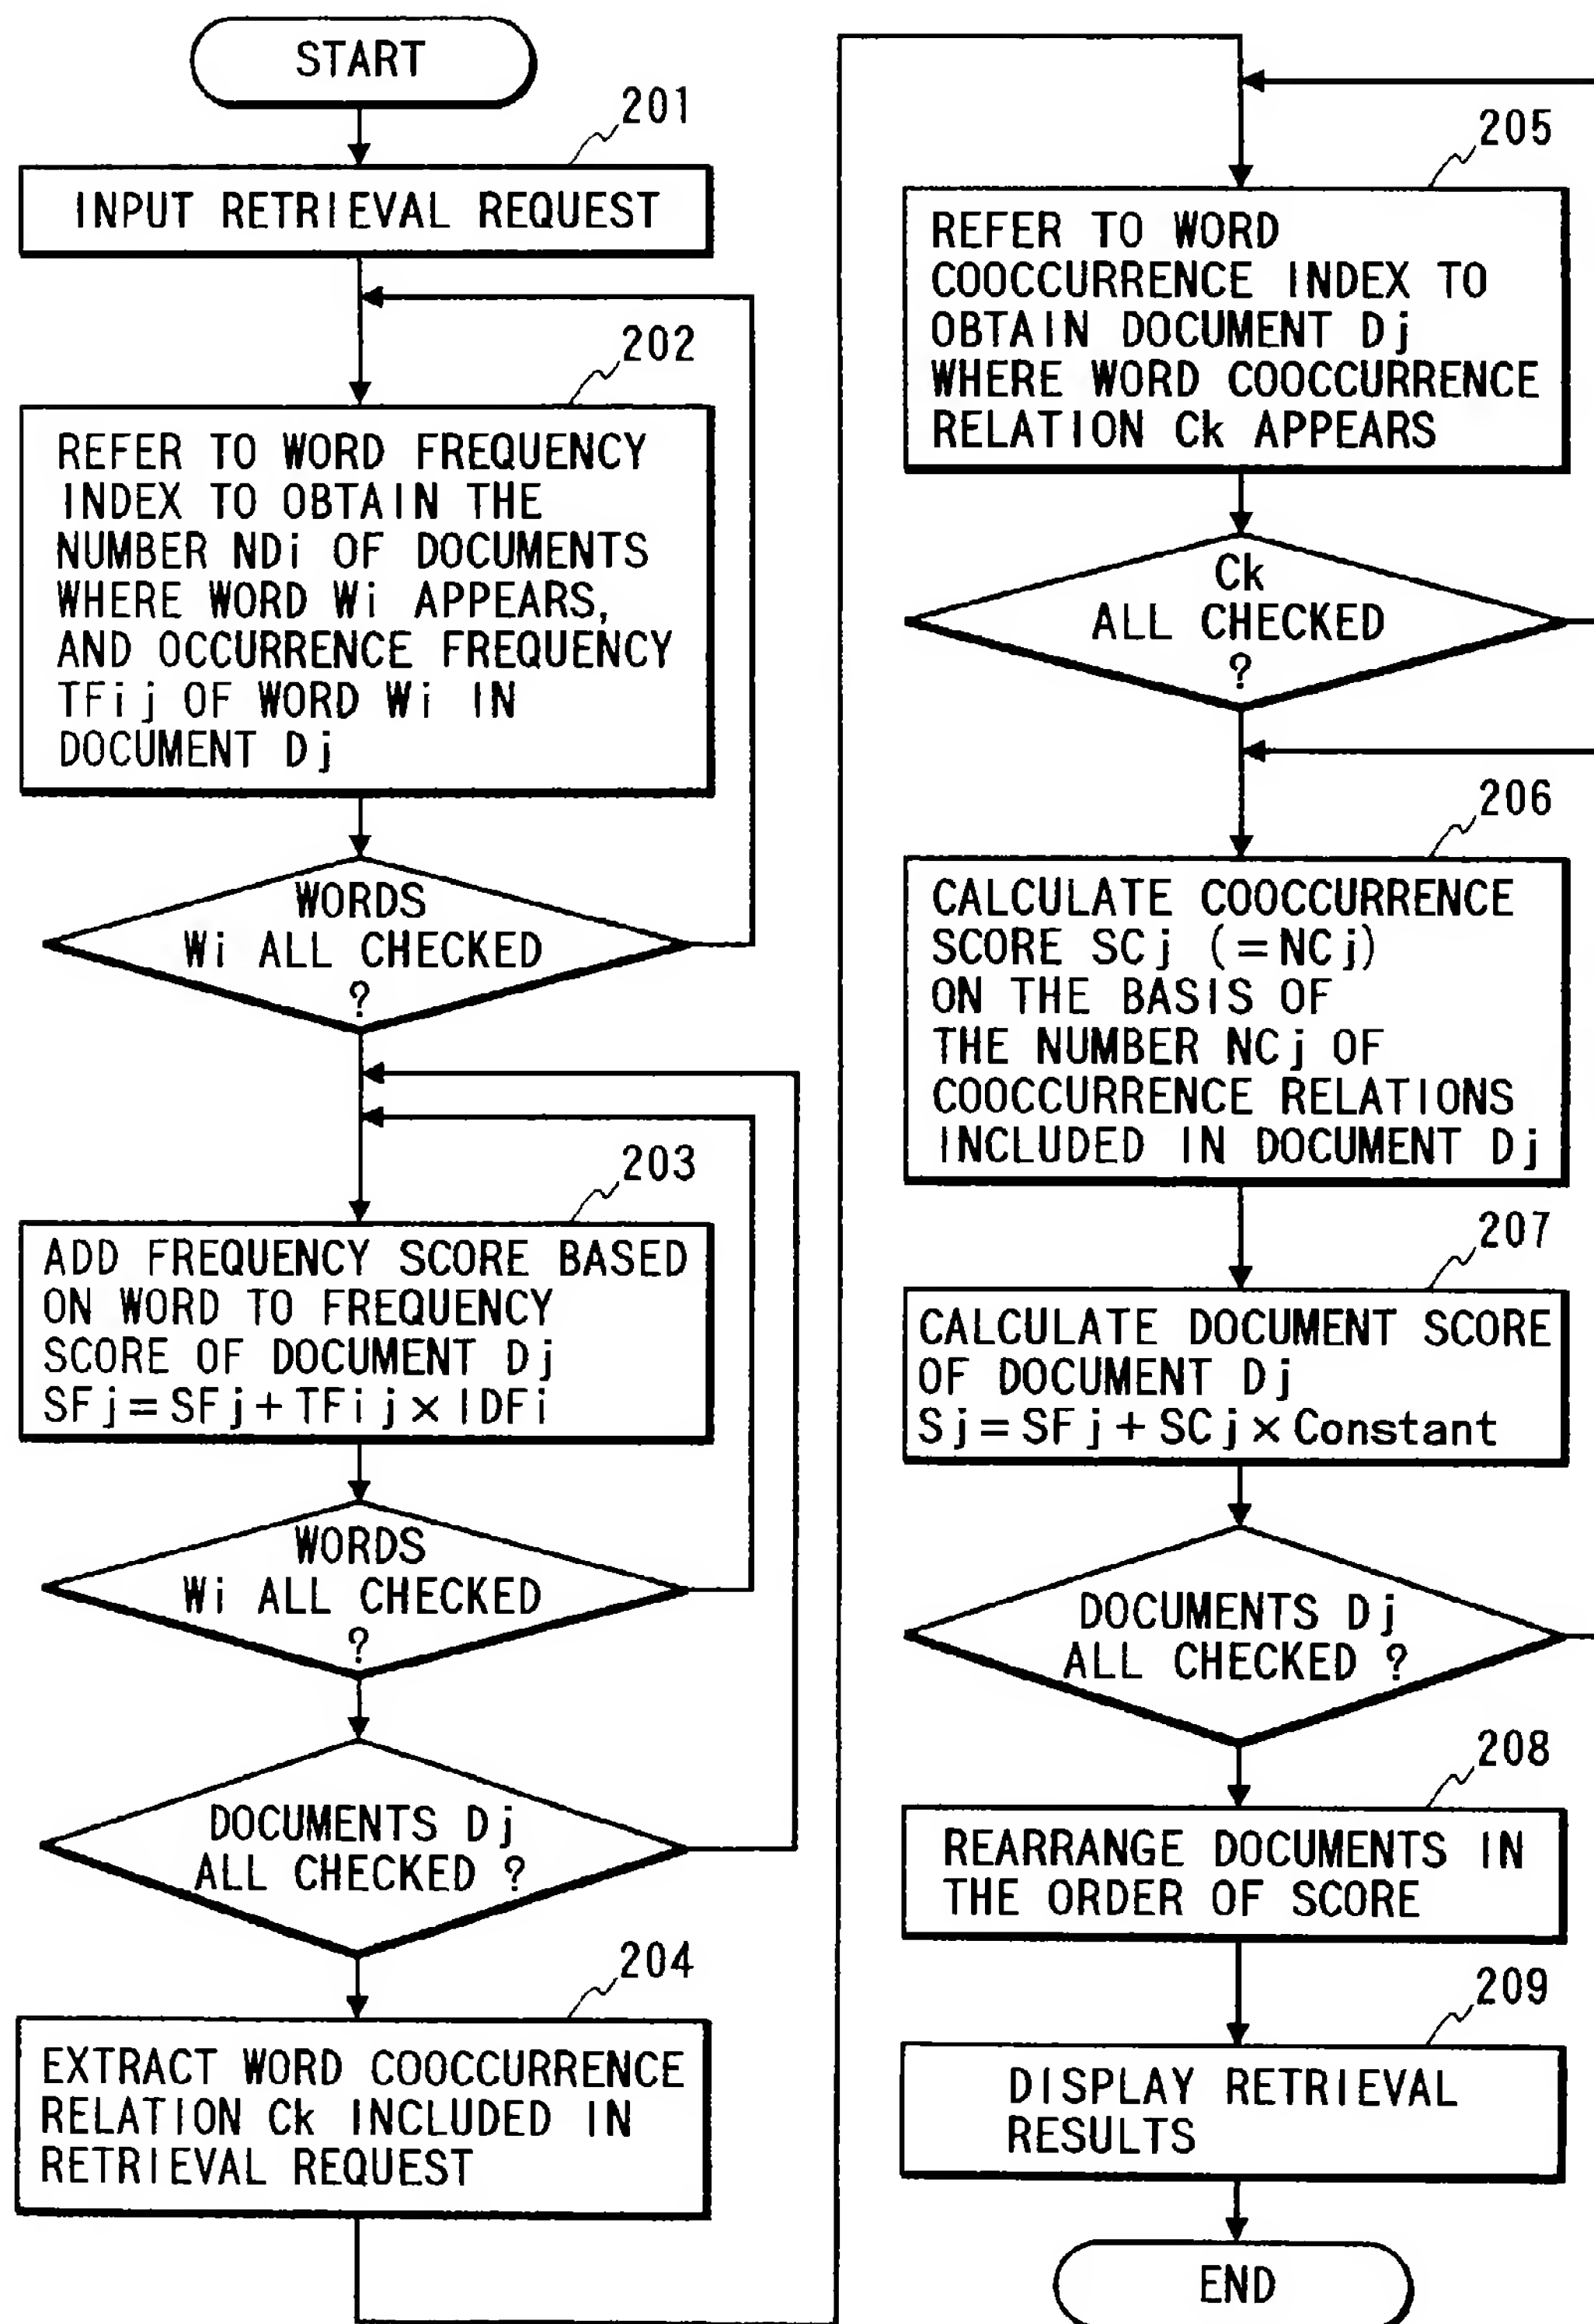 START
201
INPUT RETRIEVAL REQUEST
202
REFER TO WORD FREQUENCY
INDEX TO OBTAIN THE
NUMBER NDi OF DOCUMENTS
WHERE WORD Wi APPEARS,
AND OCCURRENCE FREQUENCY
TFij OF WORD Wi IN
DOCUMENT Dj
WORDS
Wi ALL CHECKED
?
203
ADD FREQUENCY SCORE BASED
ON WORD TO FREQUENCY
SCORE OF DOCUMENT Dj
SFj=SFj+TFij×IDFi
WORDS
Wi ALL CHECKED
?
DOCUMENTS Dj
ALL CHECKED ?
204
EXTRACT WORD COOCCURRENCE
RELATION Ck INCLUDED IN
RETRIEVAL REQUEST
205
REFER TO WORD
COOCCURRENCE INDEX TO
OBTAIN DOCUMENT Dj
WHERE WORD COOCCURRENCE
RELATION Ck APPEARS
Ck
ALL CHECKED
?
206
CALCULATE COOCCURRENCE
SCORE SCj (=NCj)
ON THE BASIS OF
THE NUMBER NCj OF
COOCCURRENCE RELATIONS
INCLUDED IN DOCUMENT Dj
207
CALCULATE DOCUMENT SCORE
OF DOCUMENT Dj
Sj=SFj+SCj×Constant
DOCUMENTS Dj
ALL CHECKED ?
208
REARRANGE DOCUMENTS IN
THE ORDER OF SCORE
209
DISPLAY RETRIEVAL
RESULTS
END